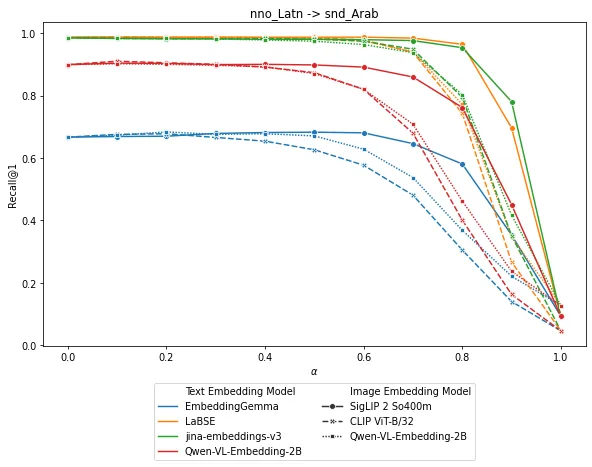 nno_Latn -> snd_Arab
1.0
0.8
0.6
0.4
0.2
0.0
Recall@1
0.0 0.2 0.4 0.6 0.8 1.0
α
Text Embedding Model Image Embedding Model
EmbeddingGemma SigLIP 2 So400m
LaBSE CLIP ViT-B/32
jina-embeddings-v3 Qwen-VL-Embedding-2B
Qwen-VL-Embedding-2B